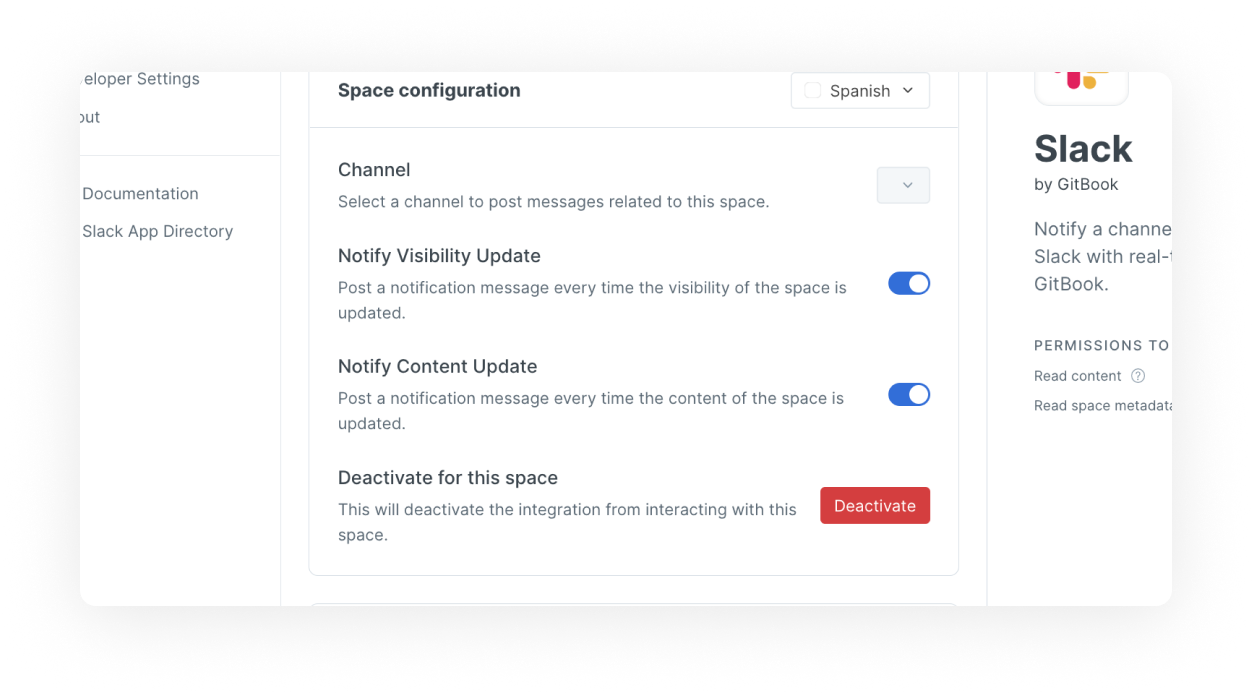 Developer Settings
Documentation
Slack App Directory
Space configuration
Spanish
Channel
Select a channel to post messages related to this space.
Notify Visibility Update
Post a notification message every time the visibility of the space is
updated.
Notify Content Update
Post a notification message every time the content of the space is
updated.
Deactivate for this space
This will deactivate the integration from interacting with this
space.
Deactivate
Slack
by GitBook
Notify a channe
Slack with real-
GitBook.
PERMISSIONS TO
Read content
Read space metadata